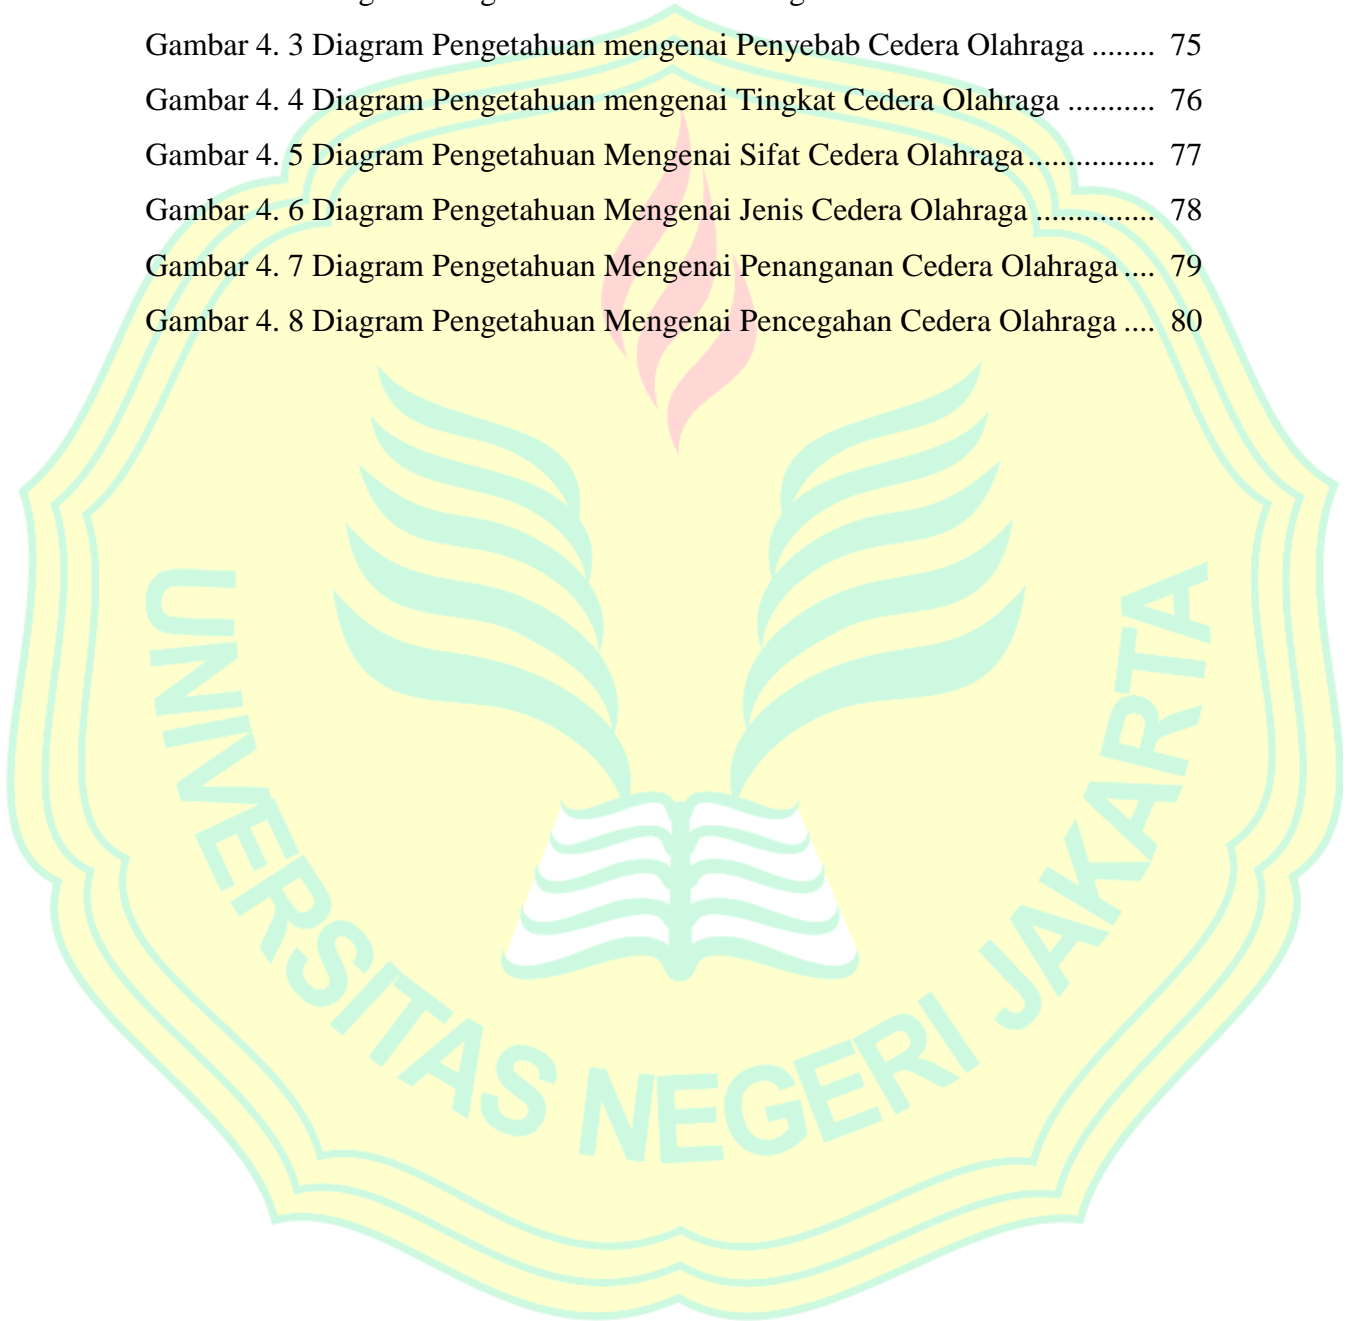 Gambar 4. 3 Diagram Pengetahuan mengenai Penyebab Cedera Olahraga ........ 75
Gambar 4. 4 Diagram Pengetahuan mengenai Tingkat Cedera Olahraga ........... 76
Gambar 4. 5 Diagram Pengetahuan Mengenai Sifat Cedera Olahraga ................ 77
Gambar 4. 6 Diagram Pengetahuan Mengenai Jenis Cedera Olahraga ............... 78
Gambar 4. 7 Diagram Pengetahuan Mengenai Penanganan Cedera Olahraga .... 79
Gambar 4. 8 Diagram Pengetahuan Mengenai Pencegahan Cedera Olahraga .... 80
UNIVERSITAS NEGERI JAKARTA